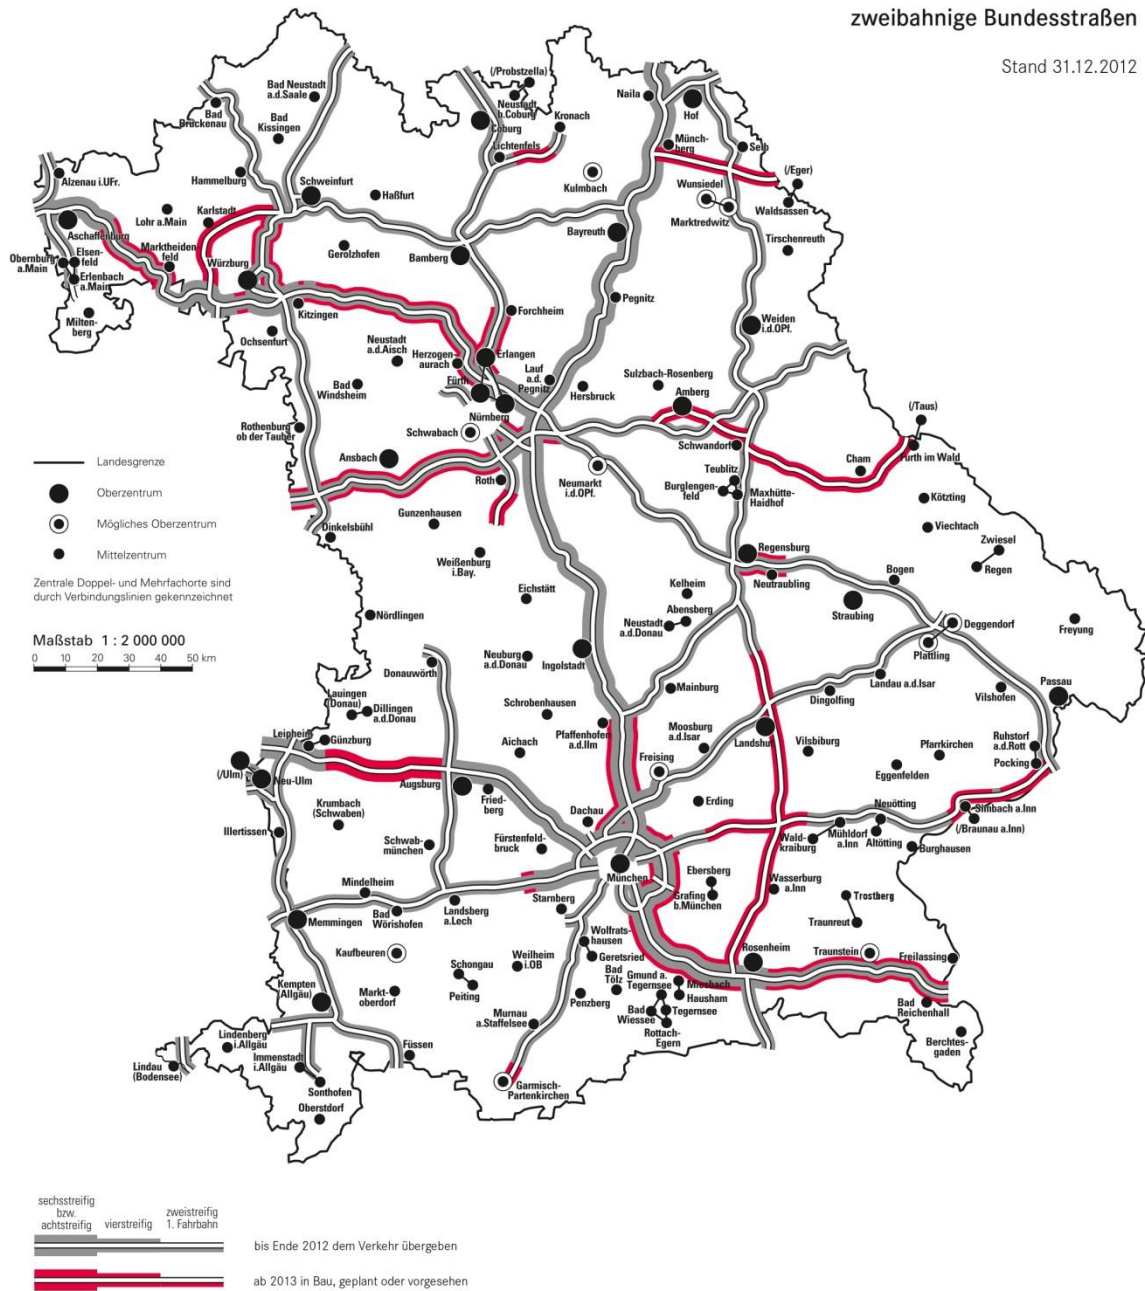 zweibahnige Bundesstraßen
Stand 31.12.2012
(/Probstzella)
Bad Neustadt
a.d.Saale
Neustadt
b.Coburg
Naila
Hof
Bad
Brückenau
Bad
Kissingen
Coburg
Kronach
Münch-
berg
Selb
Lichtenfels
(/Eger)
Alzenau i.UFr.
Hammelburg
Schweinfurt
Kulmbach
Wunsiedel
Waldsassen
Haßfurt
Lohr a.Main
Karlstadt
Marktredwitz
Aschaffenburg
Bayreuth
Tirschenreuth
Marktheiden-
feld
Gerolzhofen
Bamberg
Obernburg
a.Main
Elsen-
feld
Würzburg
Erlenbach
a.Main
Pegnitz
Milten-
berg
Kitzingen
Forchheim
Weiden
i.d.OPf.
Ochsenfurt
Neustadt
a.d.Aisch
Herzogen-
aurach
Erlangen
Lauf
a.d.
Pegnitz
Sulzbach-Rosenberg
Fürth
Bad
Windsheim
Hersbruck
Amberg
Nürnberg
(/Taus)
Rothenburg
ob der Tauber
Schwabach
Schwandorf
Furth im Wald
Landesgrenze
Ansbach
Cham
Teublitz
Oberzentrum
Roth
Neumarkt
i.d.OPf.
Burglengen-
feld
Maxhütte-
Haidhof
Kötzting
Mögliches Oberzentrum
Gunzenhausen
Viechtach
Dinkelsbühl
Zwiesel
Mittelzentrum
Weißenburg
i.Bay.
Regensburg
Regen
Zentrale Doppel- und Mehrfachorte sind
durch Verbindungslinien gekennzeichnet
Neutraubling
Bogen
Eichstätt
Kelheim
Abensberg
Straubing
Nördlingen
Neustadt
a.d.Donau
Deggendorf
Freyung
Maßstab 1 : 2 000 000
Plattling
0 10 20 30 40 50 km
Neuburg
a.d.Donau
Ingolstadt
Donauwörth
Landau a.d.Isar
Passau
Lauingen
(Donau)
Mainburg
Dingolfing
Vilshofen
Dillingen
a.d.Donau
Schrobenhausen
Pfaffenhofen
a.d.Ilm
Moosburg
a.d.Isar
Landshut
Leipheim
Günzburg
Vilsbiburg
Ruhstorf
a.d.Rott
Aichach
Freising
Pfarrkirchen
Pocking
(/Ulm)
Neu-Ulm
Eggenfelden
Augsburg
Fried-
berg
Erding
Krumbach
(Schwaben)
Dachau
Neuötting
Simbach a.Inn
(/Braunau a.Inn)
Illertissen
Schwab-
münchen
Fürstenfeld-
bruck
Wald-
kraiburg
Mühldorf
a.Inn
Altötting
Burghausen
München
Ebersberg
Mindelheim
Grafing
b.München
Wasserburg
a.Inn
Trostberg
Starnberg
Landsberg
a.Lech
Memmingen
Bad
Wörishofen
Traunreut
Wolfrats-
hausen
Rosenheim
Traunstein
Freilassing
Kaufbeuren
Weilheim
i.OB
Geretsried
Schongau
Bad
Tölz
Gmund a.
Tegernsee
Miesbach
Kempten
(Allgäu)
Peiting
Hausham
Markt-
oberdorf
Penzberg
Bad
Reichenhall
Murnau
a.Staffelsee
Bad
Wiessee
Tegernsee
Rottach-
Egern
Lindenberg
i.Allgäu
Berchtes-
gaden
Füssen
Immenstadt
i.Allgäu
Lindau
(Bodensee)
Sonthofen
Garmisch-
Partenkirchen
Oberstdorf
sechsstreifig
bzw.
achtstreifig
vierstreifig
zweistreifig
1. Fahrbahn
bis Ende 2012 dem Verkehr übergeben
ab 2013 in Bau, geplant oder vorgesehen